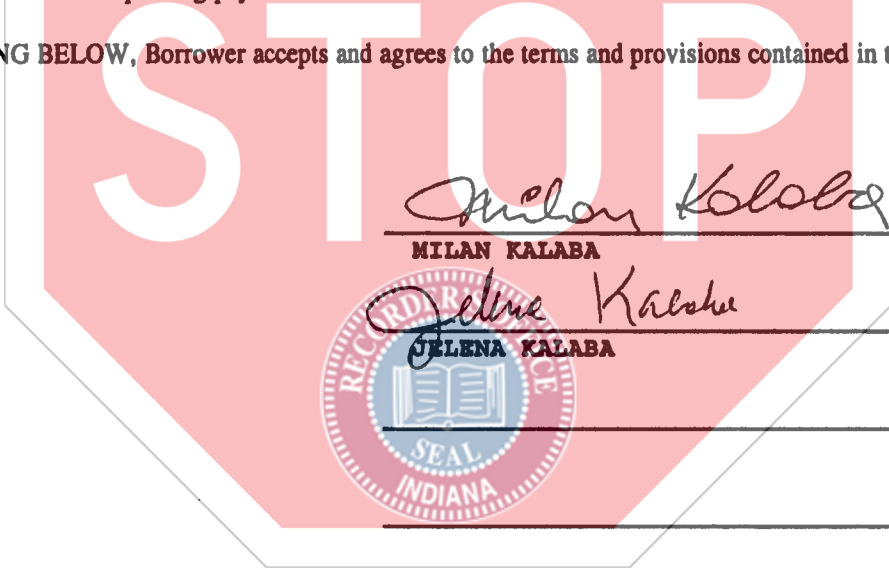 NG BELOW, Borrower accepts and agrees to the terms and provisions contained in t
STOP
Milan Kalaba
MILAN KALABA
Jelena Kalaba
JELENA KALABA
RECORDER'S OFFICE
SEAL
INDIANA